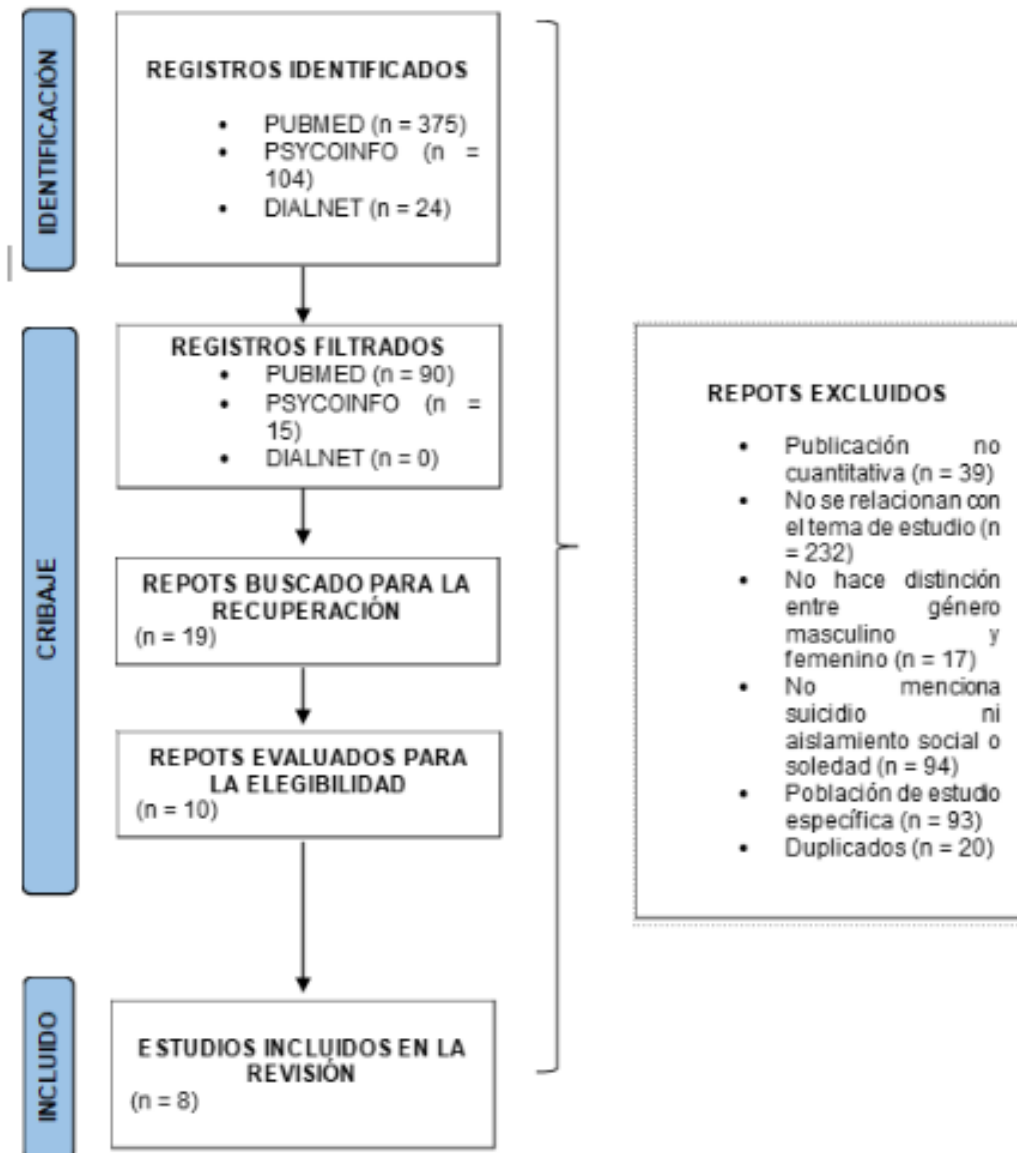 IDENTIFICACIÓN
REGISTROS IDENTIFICADOS
• PUBMED (n = 375)
• PSYCOINFO (n =
104)
• DIALNET (n = 24)
CRIBAJE
REGISTROS FILTRADOS
• PUBMED (n = 90)
• PSYCOINFO (n =
15)
• DIALNET (n = 0)
REPOTS BUSCADO PARA LA
RECUPERACIÓN
(n = 19)
REPOTS EVALUADOS PARA
LA ELEGIBILIDAD
(n = 10)
INCLUIDO
ESTUDIOS INCLUIDOS EN LA
REVISIÓN
(n = 8)
REPOTS EXCLUIDOS
• Publicación no
cuantitativa (n = 39)
• No se relacionan con
el tema de estudio (n
= 232)
• No hace distinción
entre género
masculino y
femenino (n = 17)
• No menciona
suicidio ni
aislamiento social o
soledad (n = 94)
• Población de estudio
específica (n = 93)
• Duplicados (n = 20)